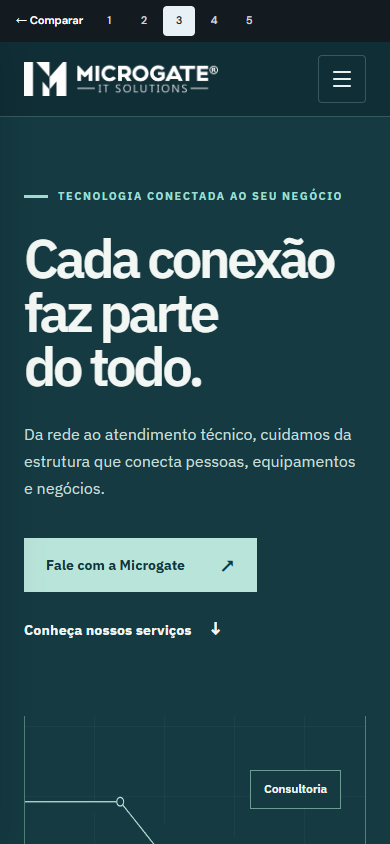 ← Comparar 1 2 3 4 5
MICROGATE®
IT SOLUTIONS
TECNOLOGIA CONECTADA AO SEU NEGÓCIO
Cada conexão
faz parte
do todo.
Da rede ao atendimento técnico, cuidamos da
estrutura que conecta pessoas, equipamentos
e negócios.
Fale com a Microgate ↗
Conheça nossos serviços ↓
Consultoria